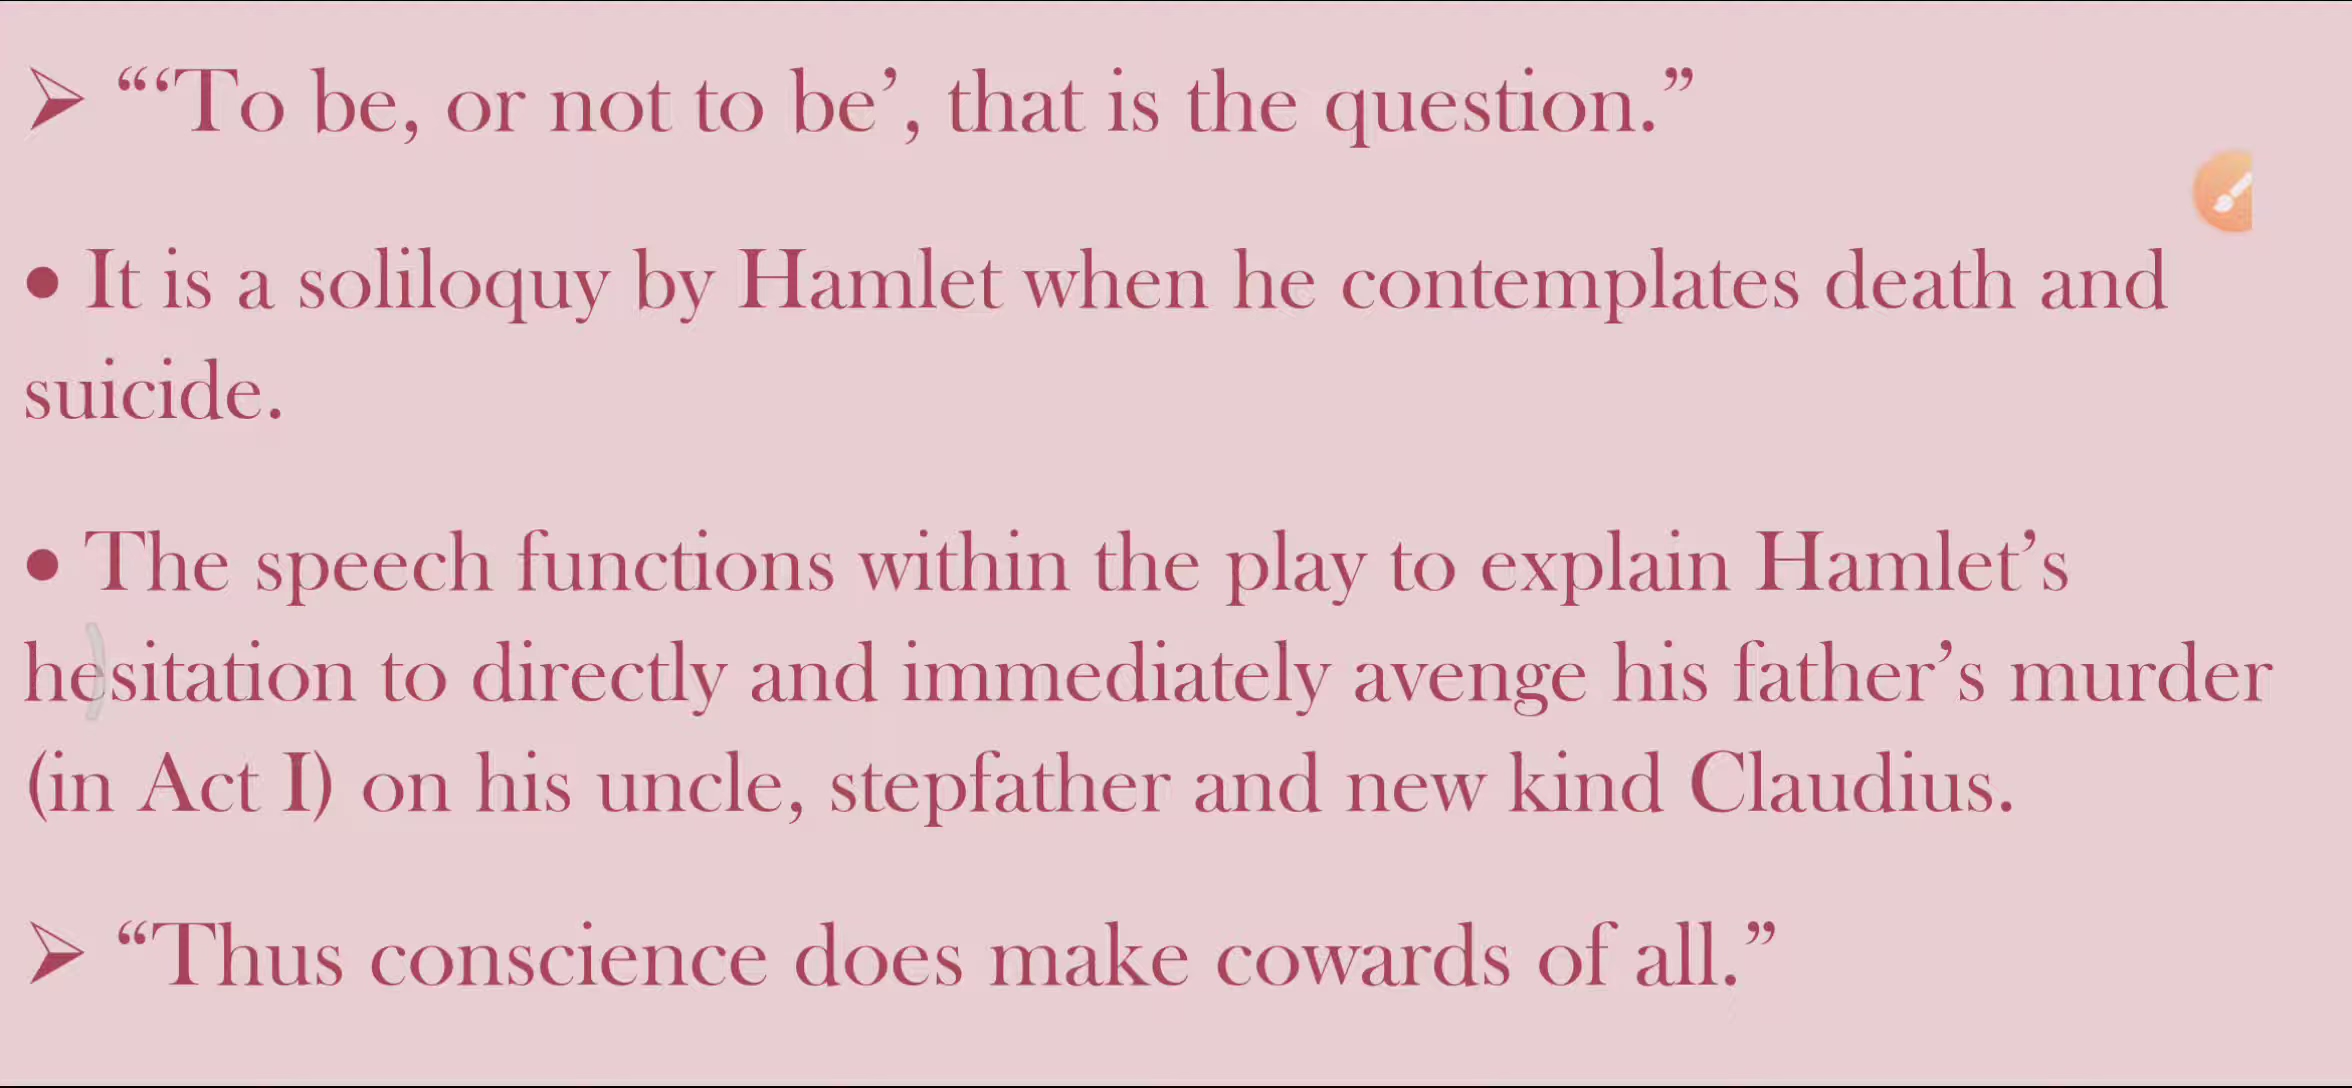 ➢ “‘To be, or not to be’, that is the question.”
• It is a soliloquy by Hamlet when he contemplates death and
suicide.
• The speech functions within the play to explain Hamlet’s
hesitation to directly and immediately avenge his father’s murder
(in Act I) on his uncle, stepfather and new kind Claudius.
➢ “Thus conscience does make cowards of all.”